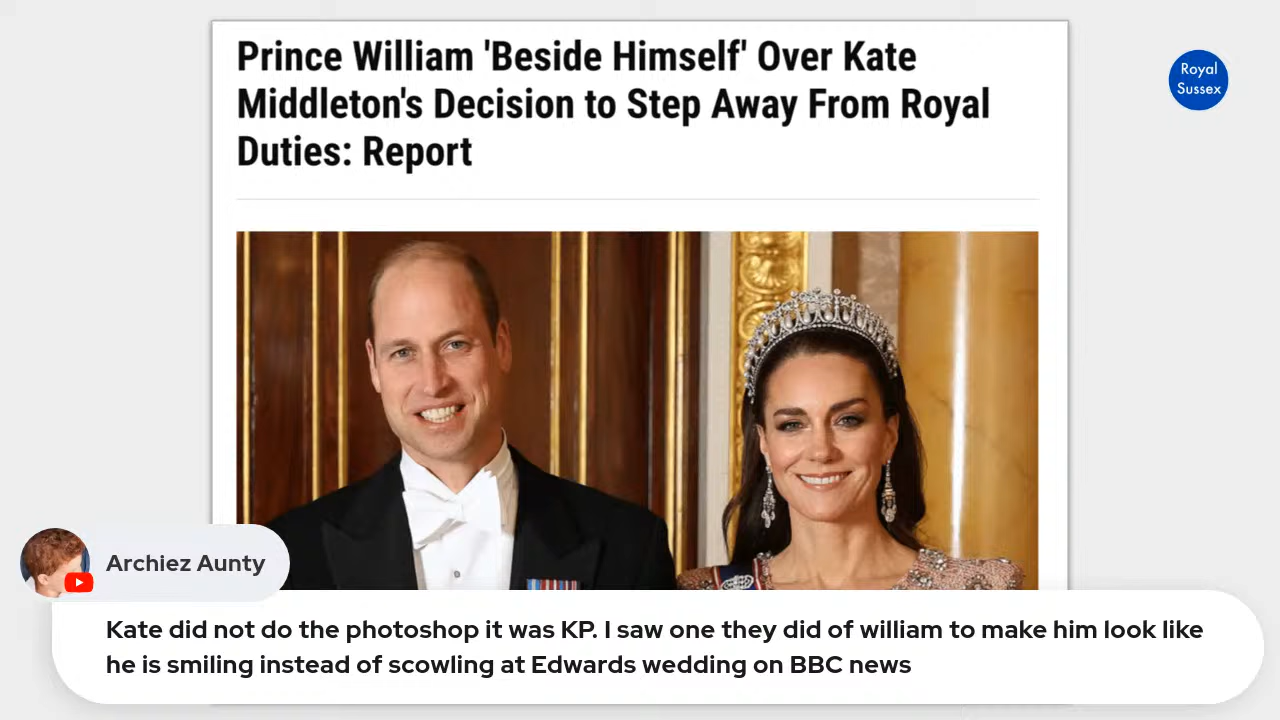 Prince William 'Beside Himself' Over Kate
Middleton's Decision to Step Away From Royal
Duties: Report
Royal
Sussex
Archiez Aunty
Kate did not do the photoshop it was KP. I saw one they did of william to make him look like
he is smiling instead of scowling at Edwards wedding on BBC news